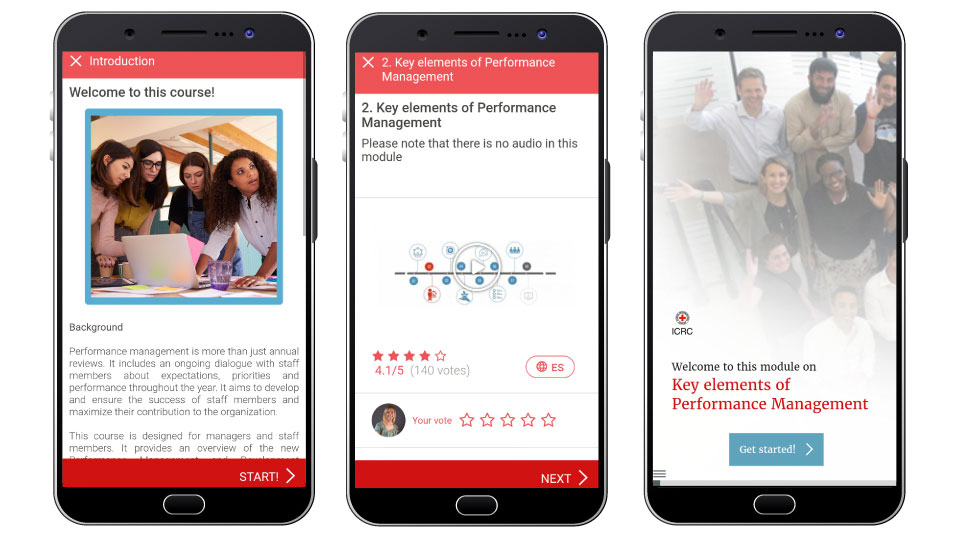 Introduction
Welcome to this course!
Background
Performance management is more than just annual
reviews. It includes an ongoing dialogue with staff
members about expectations, priorities and
performance throughout the year. It aims to develop
and ensure the success of staff members and
maximize their contribution to the organization.
This course is designed for managers and staff
members. It provides an overview of the new
Performance Management and Development
START!
2. Key elements of Performance
Management
2. Key elements of Performance
Management
Please note that there is no audio in this
module
4.1/5 (140 votes)
ES
Your vote
NEXT
ICRC
Welcome to this module on
Key elements of
Performance Management
Get started!